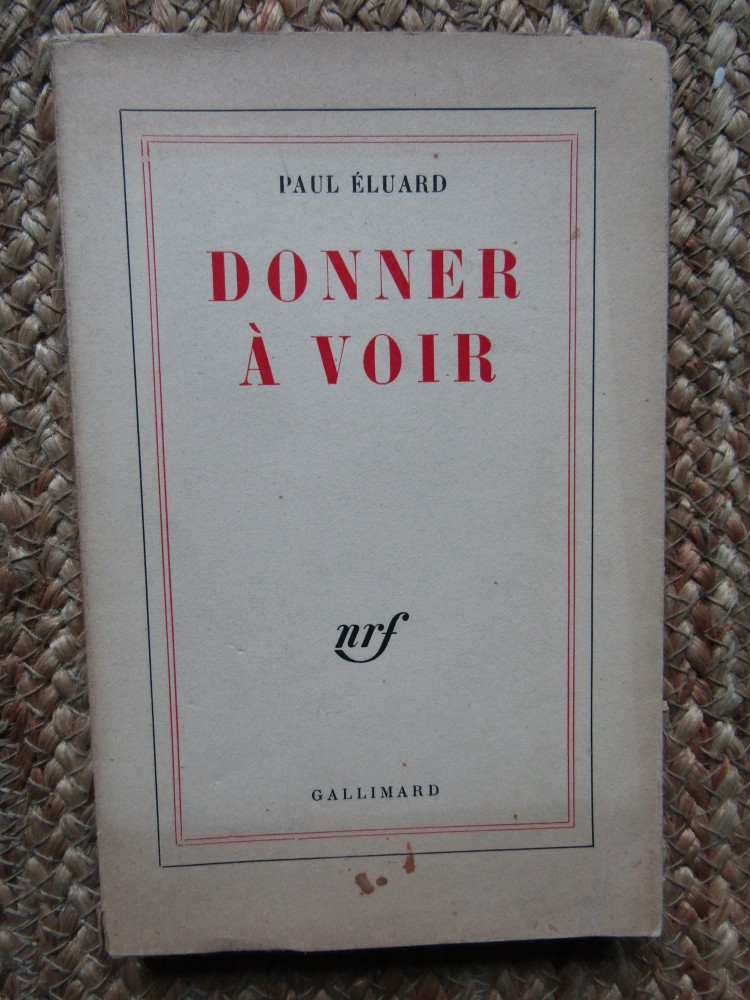 PAUL ÉLUARD
DONNER
À VOIR
nrf
GALLIMARD